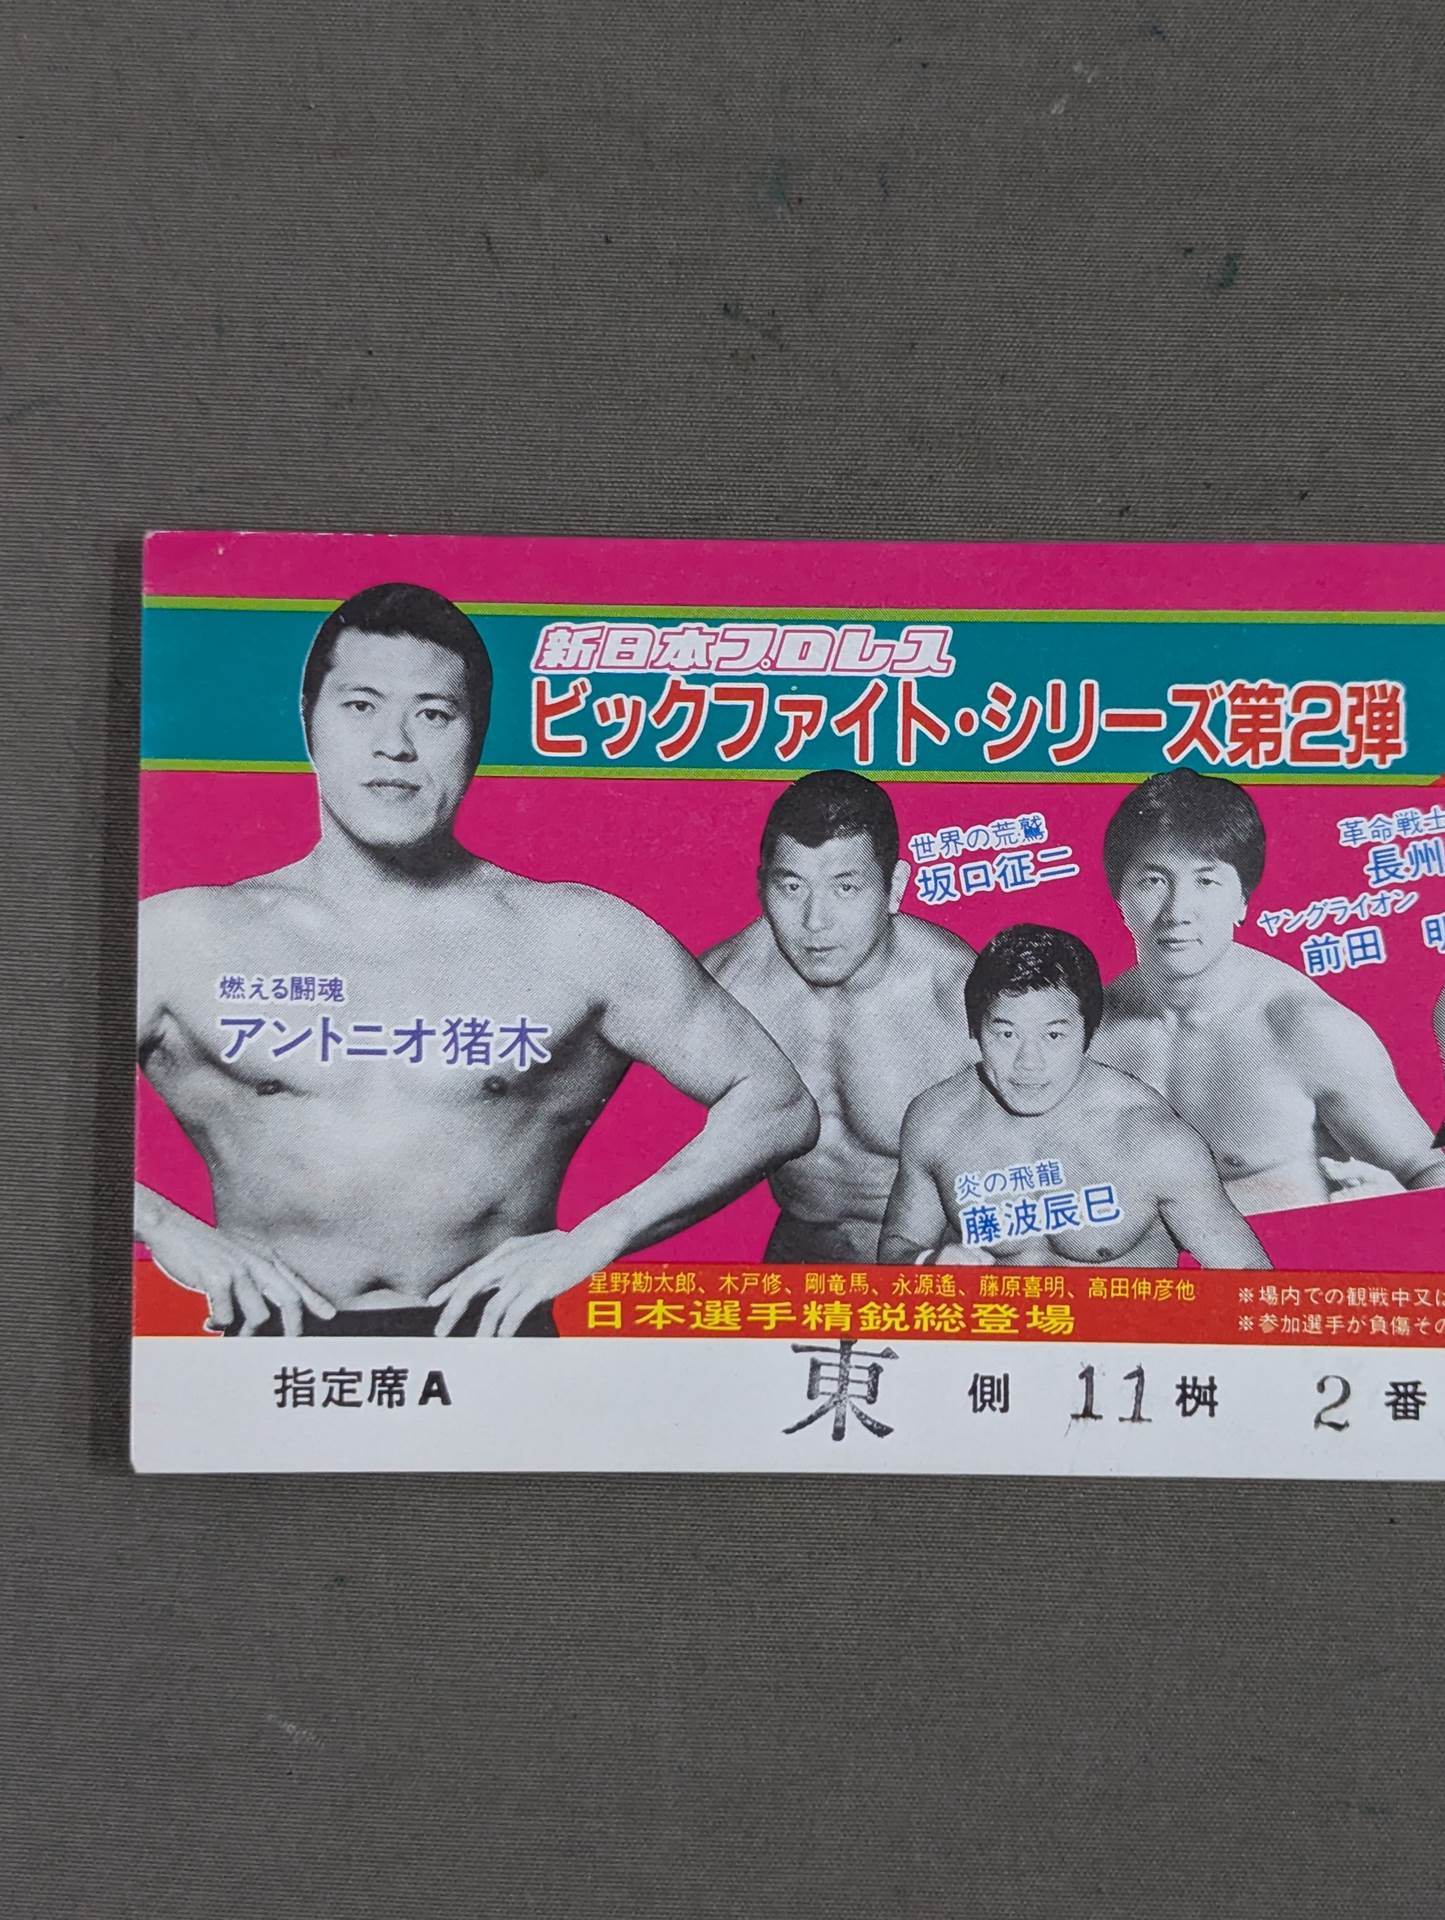 新日本プロレス
ビックファイト・シリーズ第2弾
世界の荒鷲
坂口征二
革命戦士
長州
ヤングライオン
前田 明
燃える闘魂
アントニオ猪木
炎の飛龍
藤波辰巳
星野勘太郎、木戸修、剛竜馬、永源遙、藤原喜明、高田伸彦他
日本選手精鋭総登場
※場内での観戦中又は
※参加選手が負傷その
指定席A 東 側 11 桝 2 番